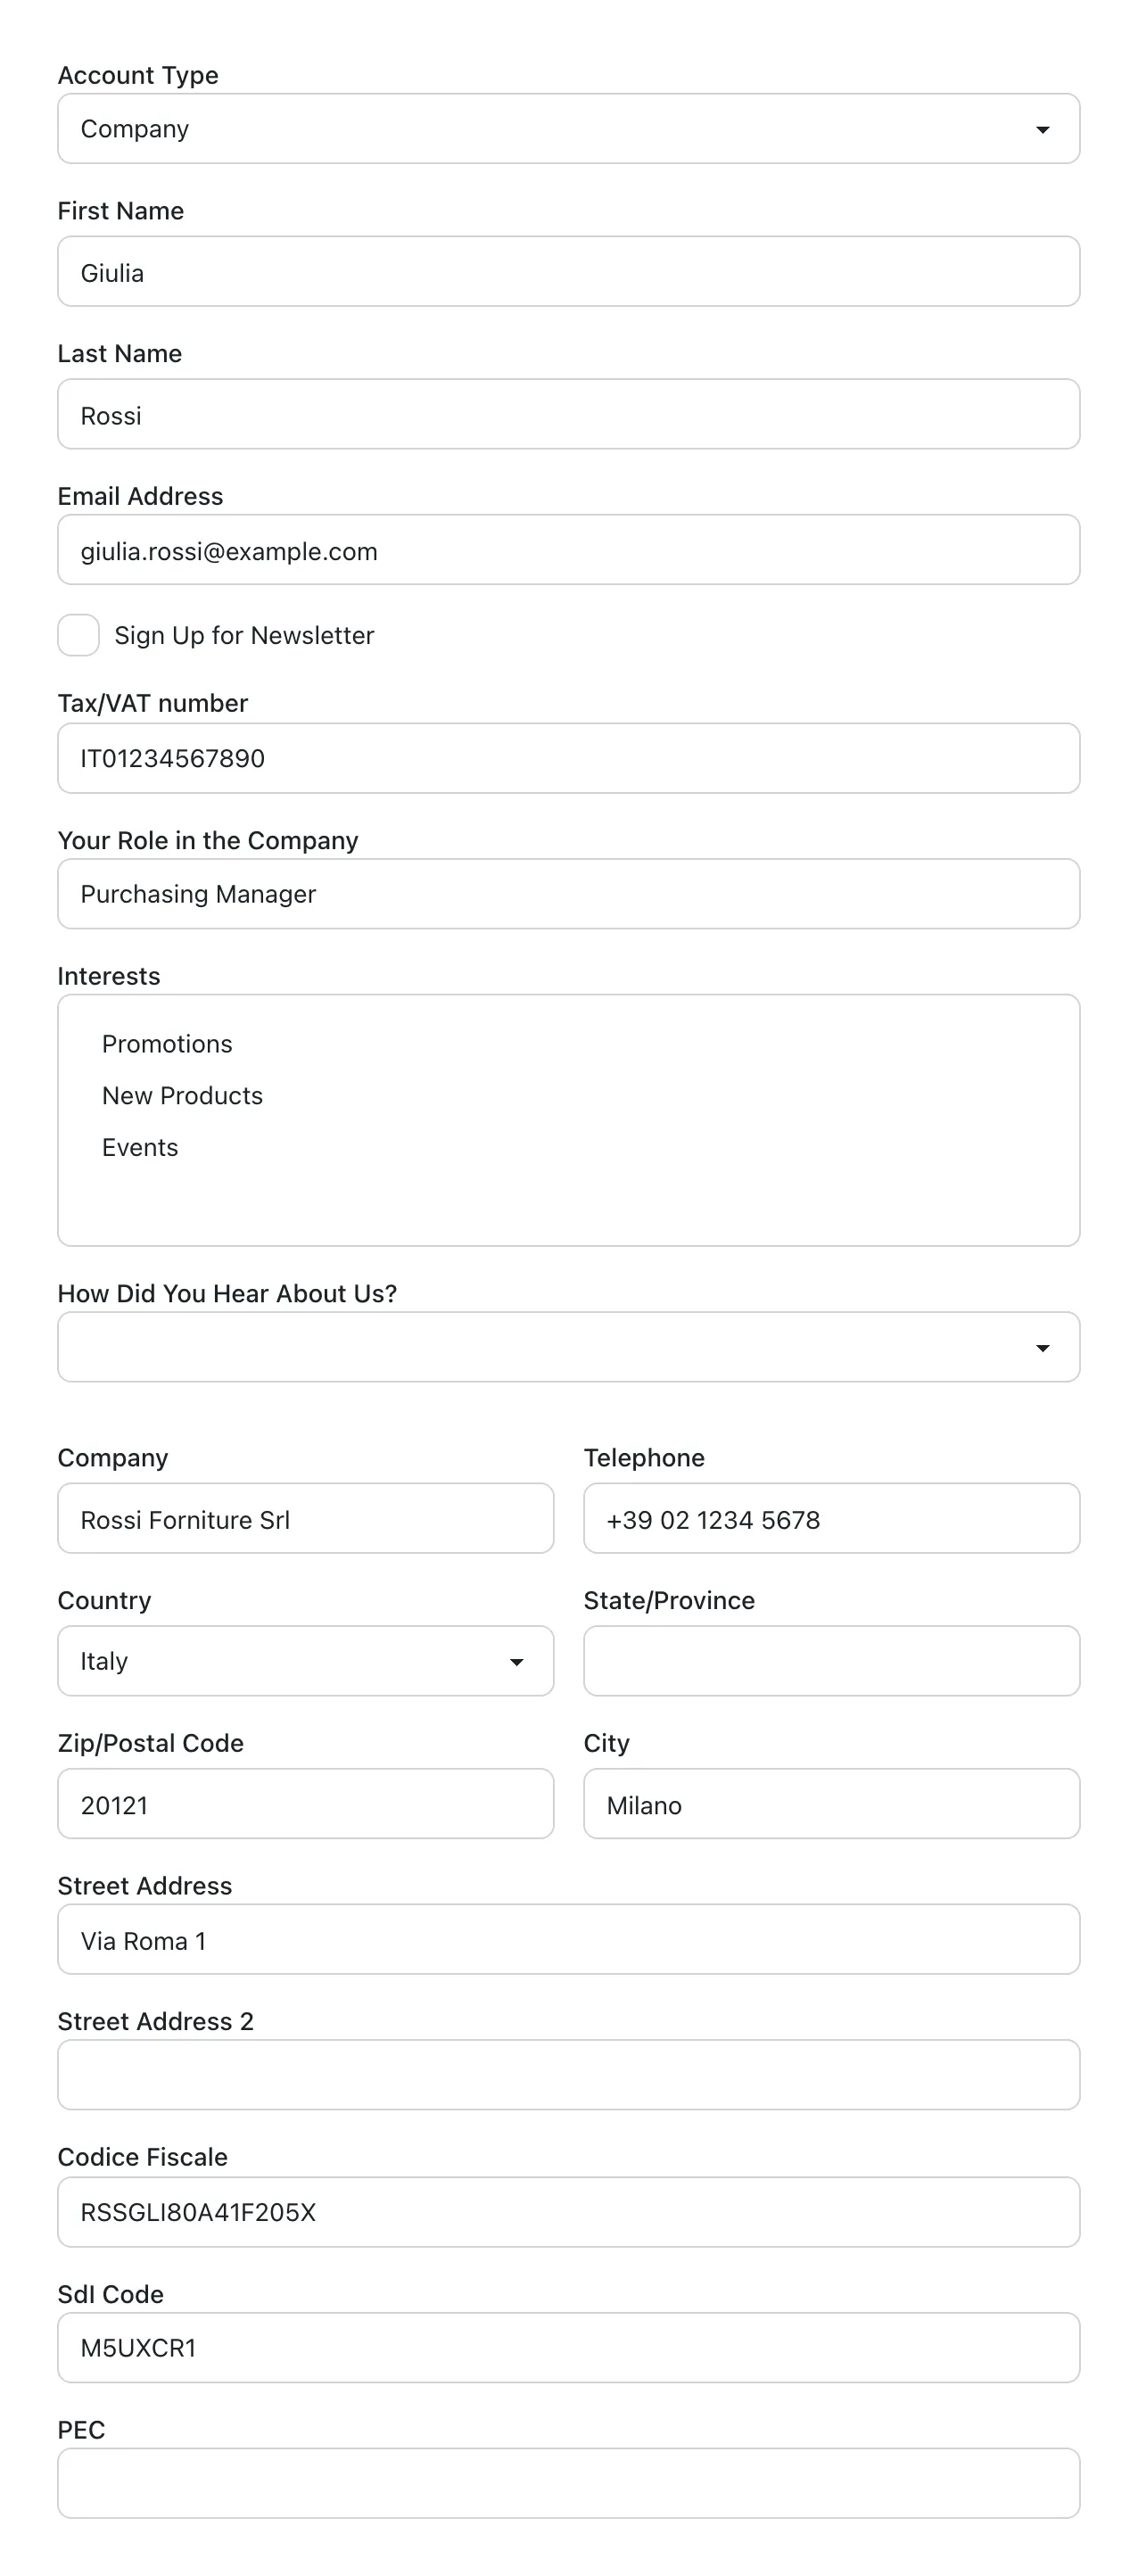 Account Type
Company
First Name
Giulia
Last Name
Rossi
Email Address
giulia.rossi@example.com
Sign Up for Newsletter
Tax/VAT number
IT01234567890
Your Role in the Company
Purchasing Manager
Interests
Promotions
New Products
Events
How Did You Hear About Us?
Company
Rossi Forniture Srl
Telephone
+39 02 1234 5678
Country
Italy
State/Province
Zip/Postal Code
20121
City
Milano
Street Address
Via Roma 1
Street Address 2
Codice Fiscale
RSSGLI80A41F205X
SdI Code
M5UXCR1
PEC